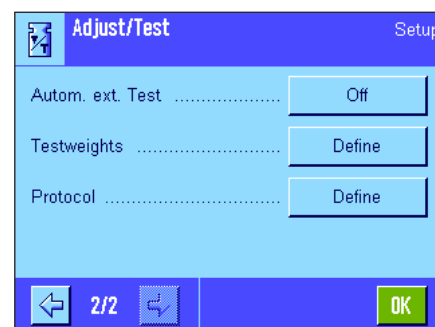 Adjust/Test Setup
Autom. ext. Test .................... Off
Testweights ........................... Define
Protocol ................................. Define
2/2 OK